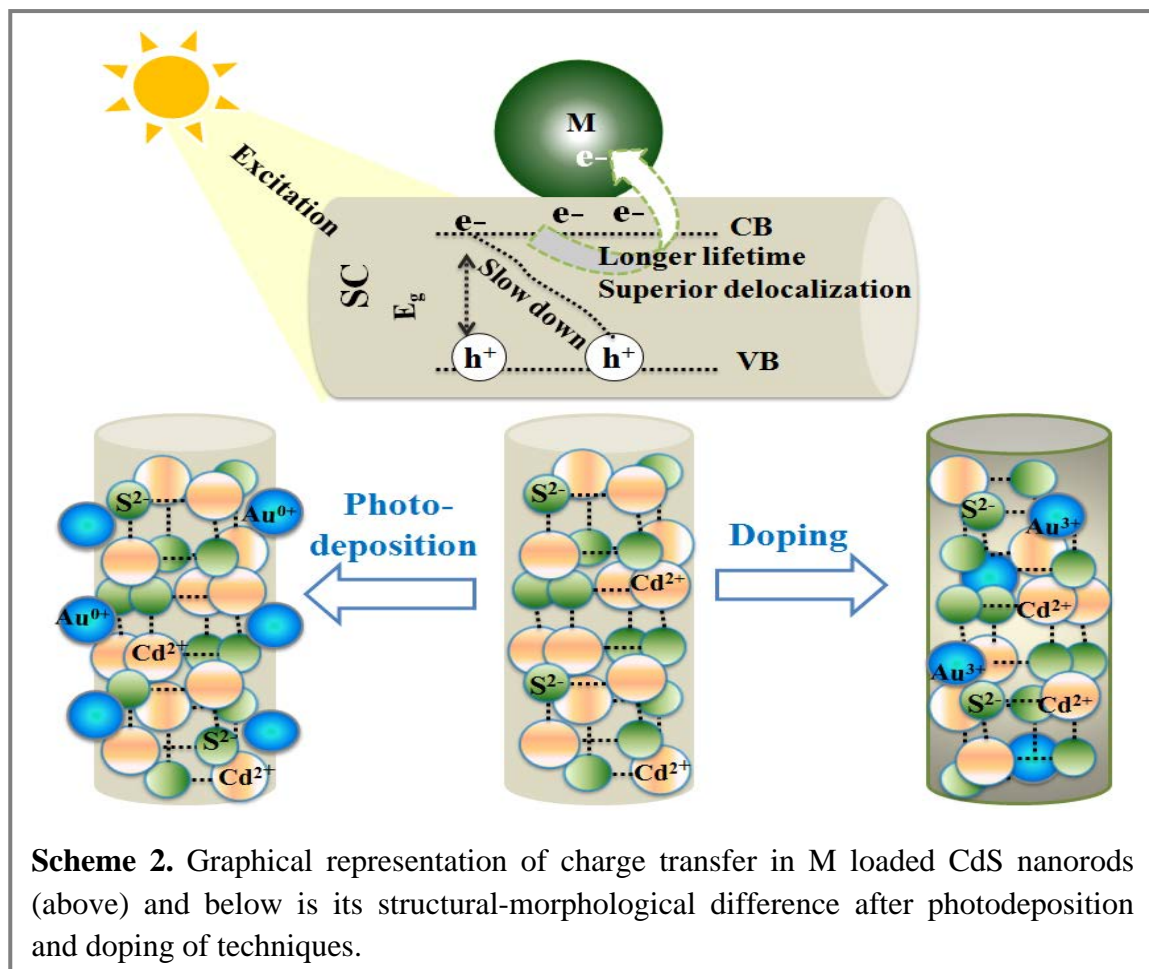 Excitation
M
e-
e- e- e-
CB
Longer lifetime
Superior delocalization
SC
E₉
Slow down
h⁺ h⁺
VB
S²⁻
Au⁰⁺
Au⁰⁺
Cd²⁺
S²⁻
Cd²⁺
Photo-
deposition
S²⁻
Cd²⁺
S²⁻
Cd²⁺
Doping
S²⁻
Au³⁺
Cd²⁺
Au³⁺
S²⁻
Cd²⁺
Scheme 2. Graphical representation of charge transfer in M loaded CdS nanorods
(above) and below is its structural-morphological difference after photodeposition
and doping of techniques.